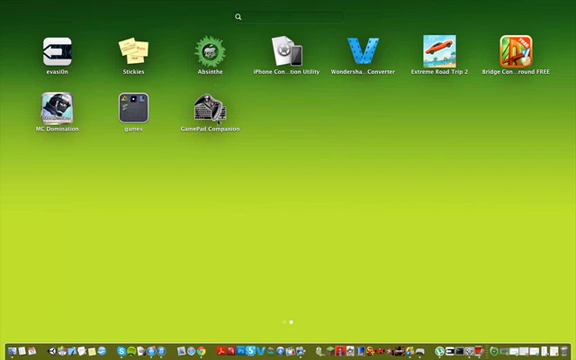 evasi0n
Stickies
Absinthe
iPhone Con...tion Utility
Wondersha...Converter
Extreme Road Trip 2
Bridge Con...round FREE
MC Domination
games
GamePad Companion